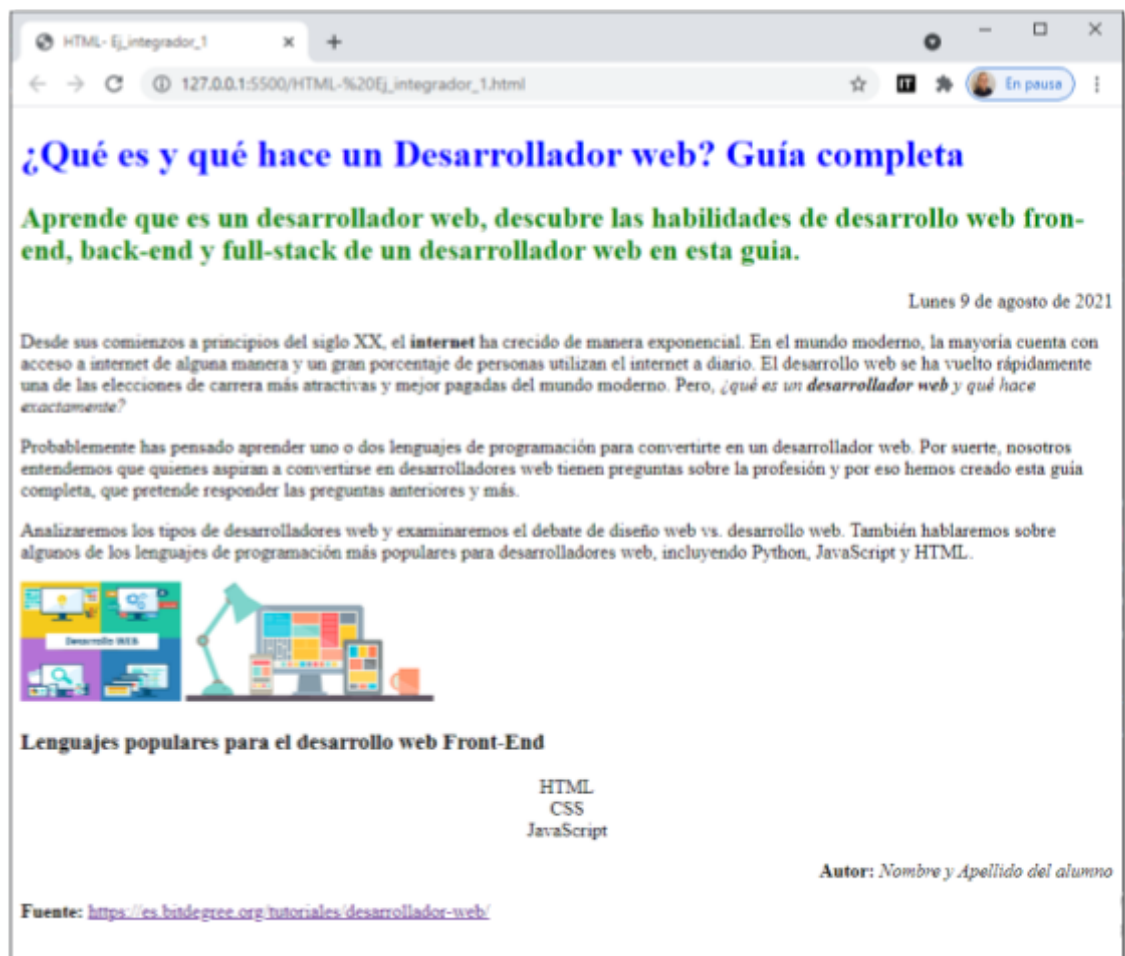 HTML- Ej_integrador_1
127.0.0.1:5500/HTML-%20Ej_integrador_1.html
IT
En pausa
¿Qué es y qué hace un Desarrollador web? Guía completa
Aprende que es un desarrollador web, descubre las habilidades de desarrollo web fron-
end, back-end y full-stack de un desarrollador web en esta guia.
Lunes 9 de agosto de 2021
Desde sus comienzos a principios del siglo XX, el internet ha crecido de manera exponencial. En el mundo moderno, la mayoría cuenta con
acceso a internet de alguna manera y un gran porcentaje de personas utilizan el internet a diario. El desarrollo web se ha vuelto rápidamente
una de las elecciones de carrera más atractivas y mejor pagadas del mundo moderno. Pero, ¿qué es un desarrollador web y qué hace
exactamente?
Probablemente has pensado aprender uno o dos lenguajes de programación para convertirte en un desarrollador web. Por suerte, nosotros
entendemos que quienes aspiran a convertirse en desarrolladores web tienen preguntas sobre la profesión y por eso hemos creado esta guía
completa, que pretende responder las preguntas anteriores y más.
Analizaremos los tipos de desarrolladores web y examinaremos el debate de diseño web vs. desarrollo web. También hablaremos sobre
algunos de los lenguajes de programación más populares para desarrolladores web, incluyendo Python, JavaScript y HTML.
Desarrollo WEB
Lenguajes populares para el desarrollo web Front-End
HTML
CSS
JavaScript
Autor: Nombre y Apellido del alumno
Fuente: https://es.bitdegree.org/tutoriales/desarrollador-web/